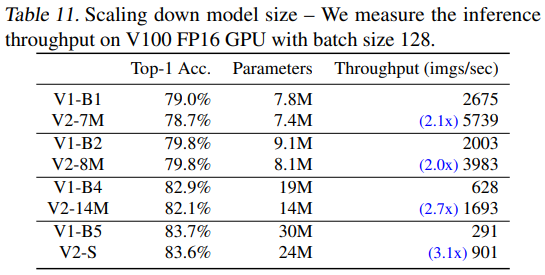 Table 11. Scaling down model size – We measure the inference
throughput on V100 FP16 GPU with batch size 128.
Top-1 Acc. Parameters Throughput (imgs/sec)
V1-B1 79.0% 7.8M 2675
V2-7M 78.7% 7.4M (2.1x) 5739
V1-B2 79.8% 9.1M 2003
V2-8M 79.8% 8.1M (2.0x) 3983
V1-B4 82.9% 19M 628
V2-14M 82.1% 14M (2.7x) 1693
V1-B5 83.7% 30M 291
V2-S 83.6% 24M (3.1x) 901